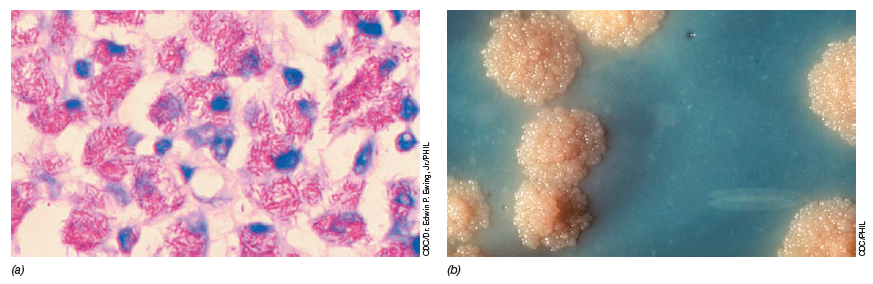 CDC/Dr. Edwin P. Ewing, Jr./PHIL
CDC/PHIL
(a)
(b)